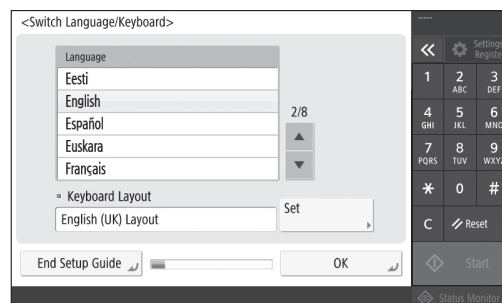 <Switch Language/Keyboard>
Language
Eesti
English
Español
Euskara
Français
2/8
Keyboard Layout
English (UK) Layout
Set
End Setup Guide
OK
-----
Settings
Registe
1
2 ABC
3 DEF
4 GHI
5 JKL
6 MNO
7 PQRS
8 TUV
9 WXYZ
*
0
#
C
Reset
Start
Status Monitor